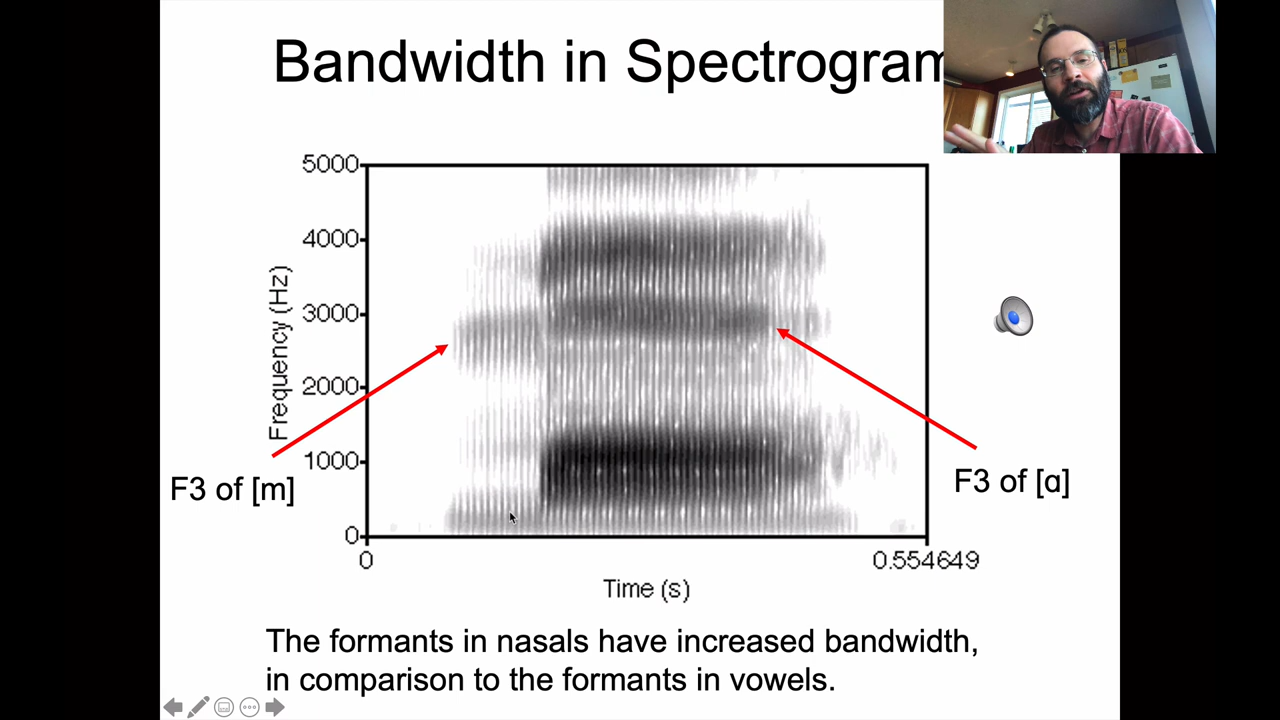 Bandwidth in Spectrogram
5000
4000
3000
2000
1000
0
Frequency (Hz)
F3 of [m]
F3 of [ɑ]
0
0.554649
Time (s)
The formants in nasals have increased bandwidth,
in comparison to the formants in vowels.